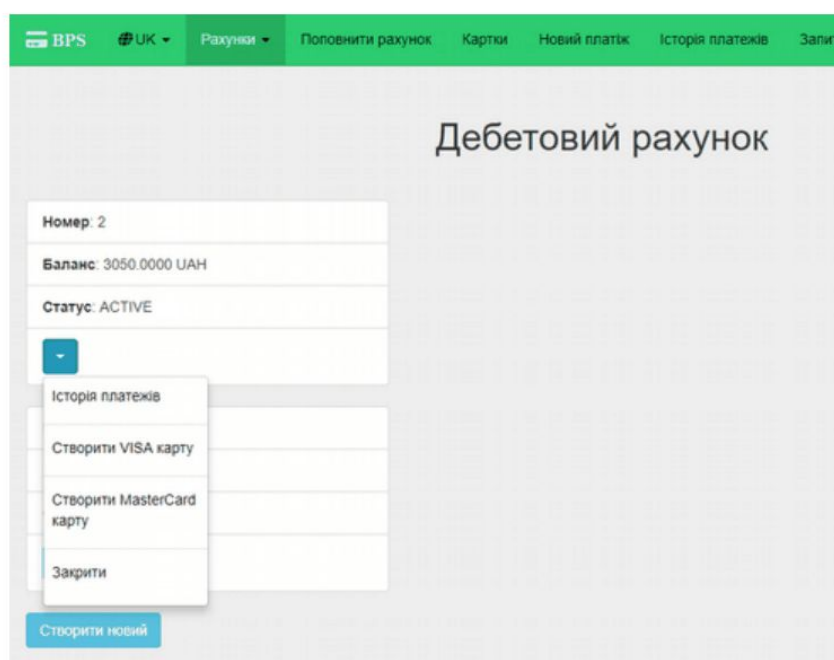 BPS UK Рахунки Поповнити рахунок Картки Новий платіж Історія платежів
Дебетовий рахунок
Номер: 2
Баланс: 3050.0000 UAH
Статус: ACTIVE
Історія платежів
Створити VISA карту
Створити MasterCard
карту
Закрити
Створити новий